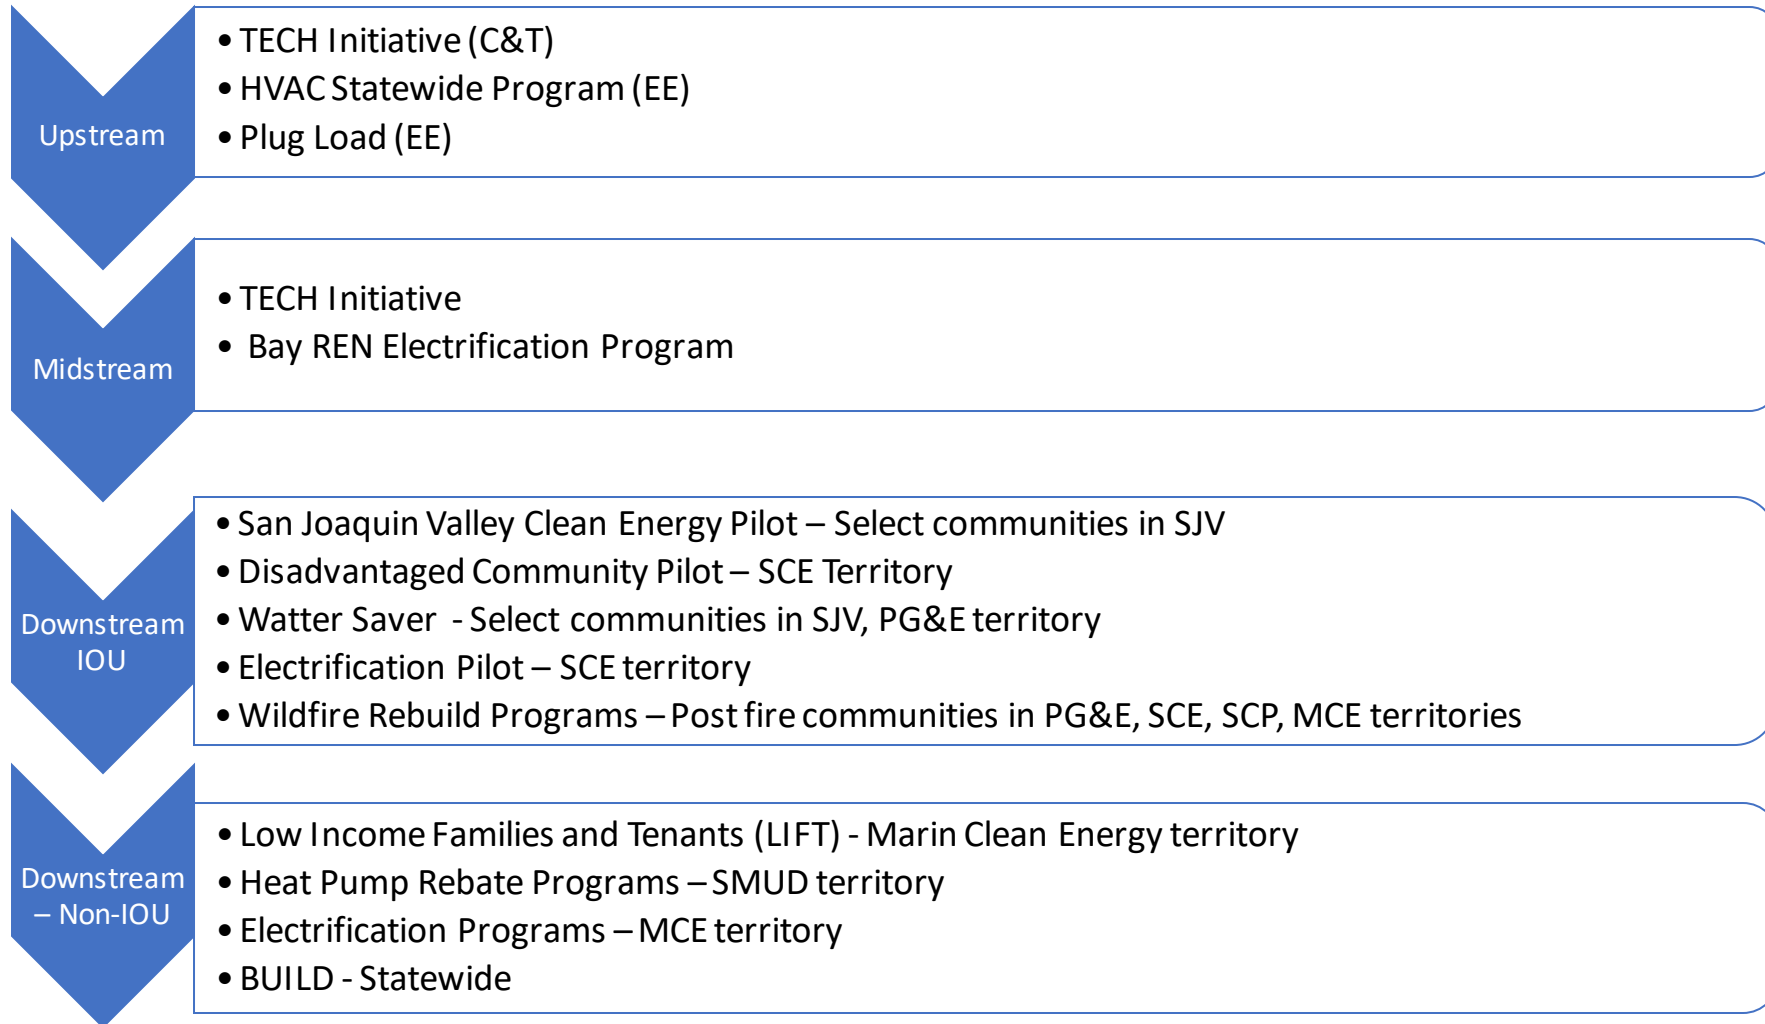 Upstream
• TECH Initiative (C&T)
• HVAC Statewide Program (EE)
• Plug Load (EE)
Midstream
• TECH Initiative
• Bay REN Electrification Program
Downstream
IOU
• San Joaquin Valley Clean Energy Pilot – Select communities in SJV
• Disadvantaged Community Pilot – SCE Territory
• Watter Saver - Select communities in SJV, PG&E territory
• Electrification Pilot – SCE territory
• Wildfire Rebuild Programs – Post fire communities in PG&E, SCE, SCP, MCE territories
Downstream
– Non-IOU
• Low Income Families and Tenants (LIFT) - Marin Clean Energy territory
• Heat Pump Rebate Programs – SMUD territory
• Electrification Programs – MCE territory
• BUILD - Statewide